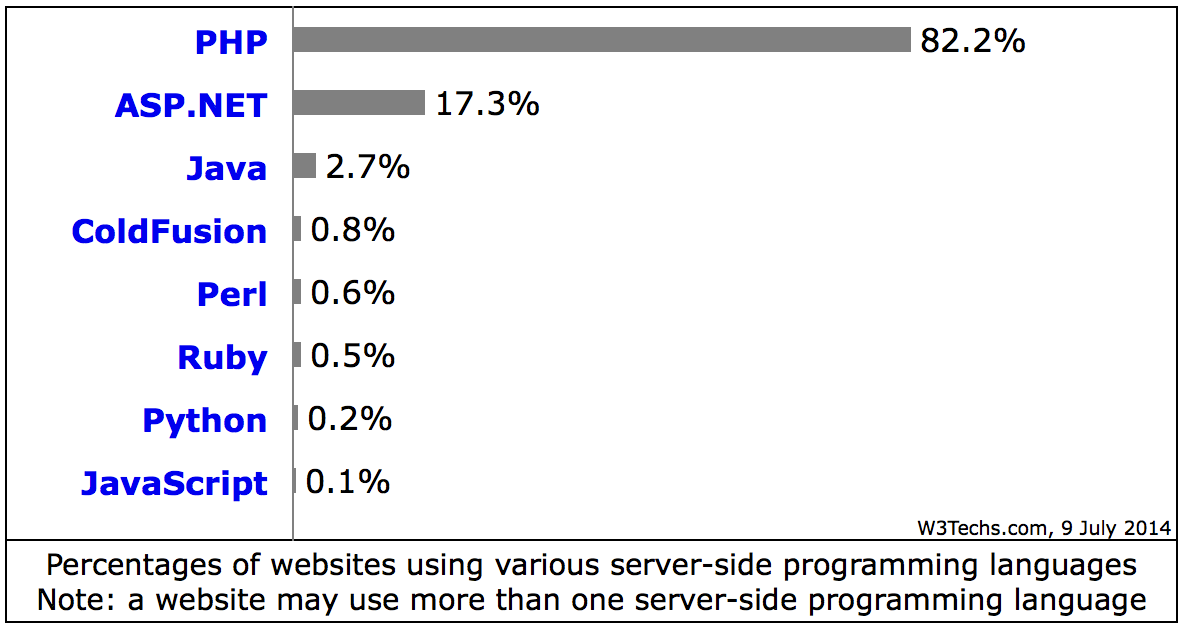 PHP 82.2%
ASP.NET 17.3%
Java 2.7%
ColdFusion 0.8%
Perl 0.6%
Ruby 0.5%
Python 0.2%
JavaScript 0.1%
W3Techs.com, 9 July 2014
Percentages of websites using various server-side programming languages
Note: a website may use more than one server-side programming language